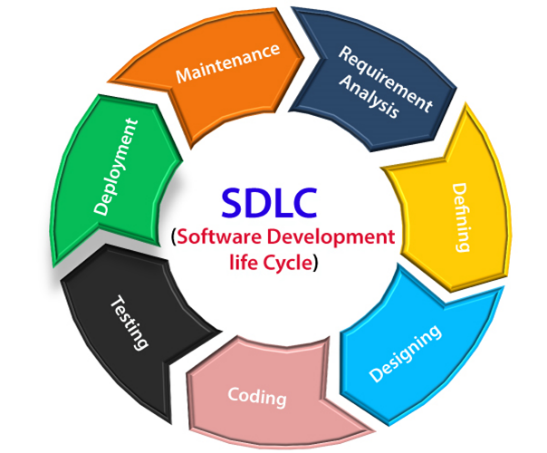 SDLC
(Software Development
life Cycle)
Requirement
Analysis
Defining
Designing
Coding
Testing
Deployment
Maintenance